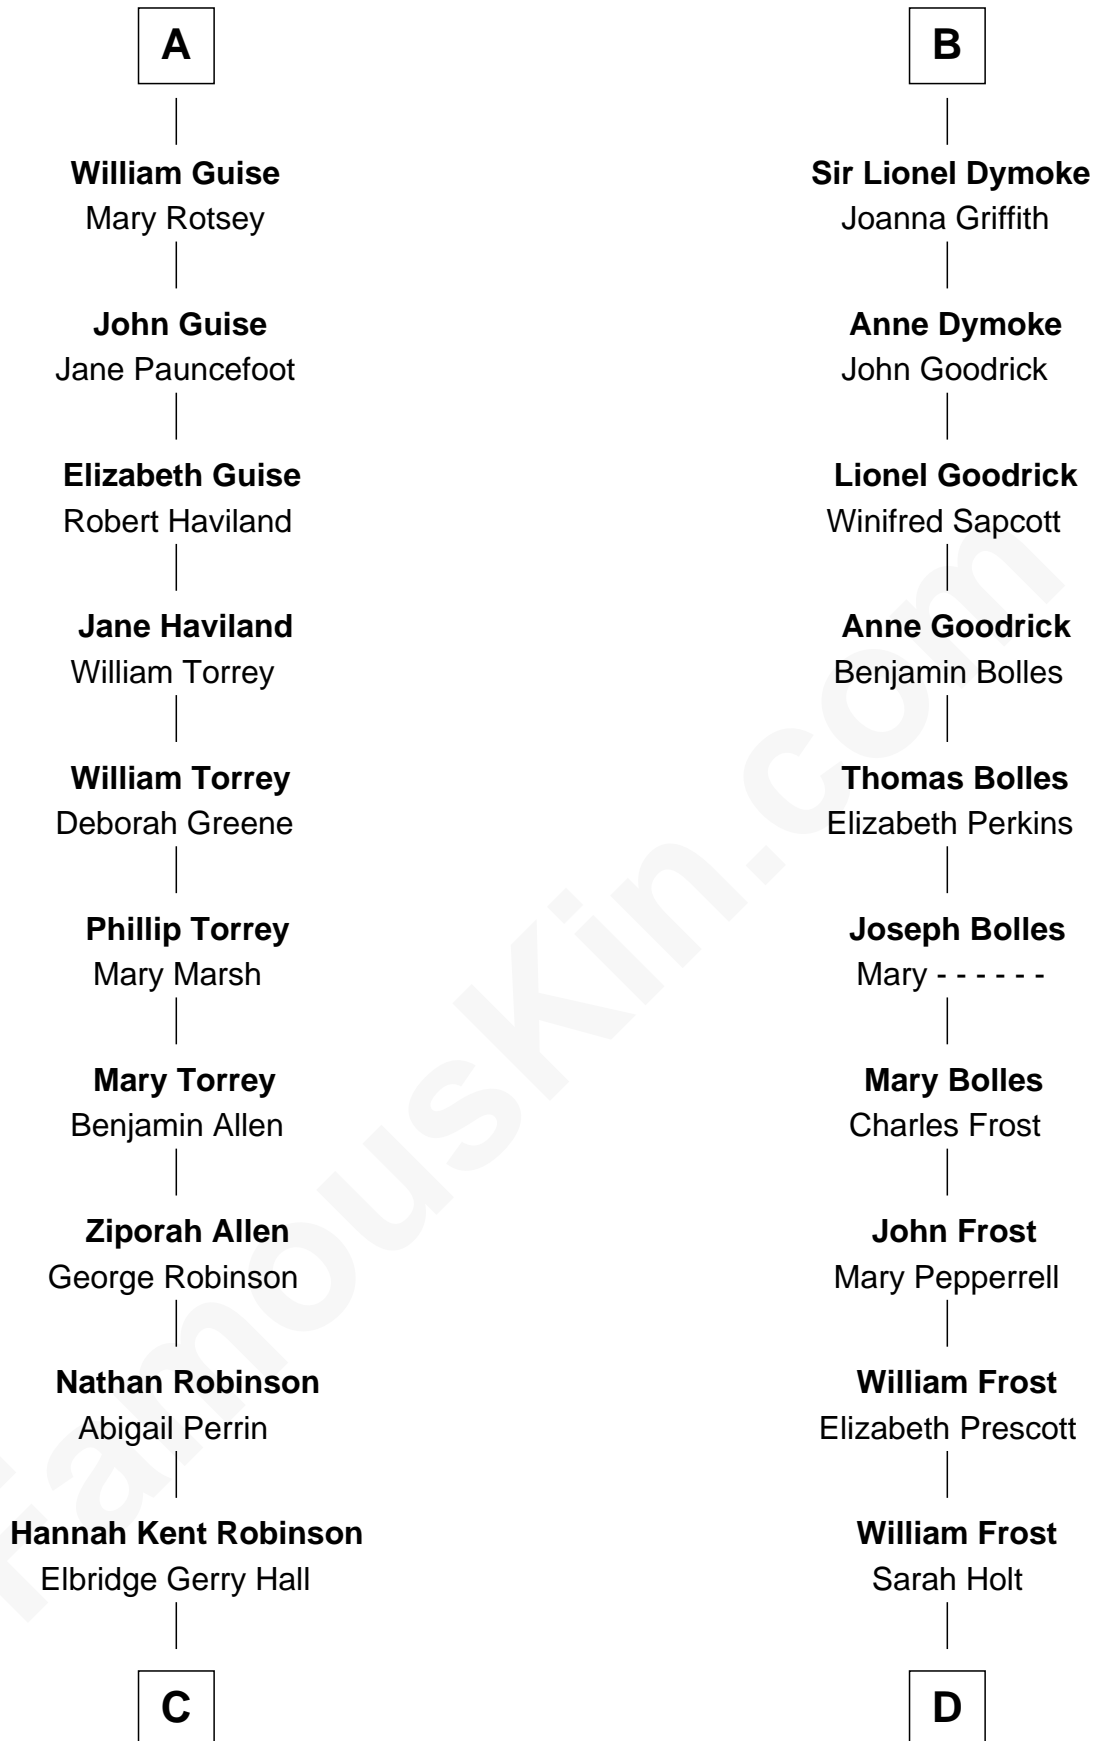 A
William Guise
Mary Rotsey
John Guise
Jane Pauncefoot
Elizabeth Guise
Robert Haviland
Jane Haviland
William Torrey
William Torrey
Deborah Greene
Phillip Torrey
Mary Marsh
Mary Torrey
Benjamin Allen
Ziporah Allen
George Robinson
Nathan Robinson
Abigail Perrin
Hannah Kent Robinson
Elbridge Gerry Hall
C
B
Sir Lionel Dymoke
Joanna Griffith
Anne Dymoke
John Goodrick
Lionel Goodrick
Winifred Sapcott
Anne Goodrick
Benjamin Bolles
Thomas Bolles
Elizabeth Perkins
Joseph Bolles
Mary - - - - - -
Mary Bolles
Charles Frost
John Frost
Mary Pepperrell
William Frost
Elizabeth Prescott
William Frost
Sarah Holt
D
FamousKin.com